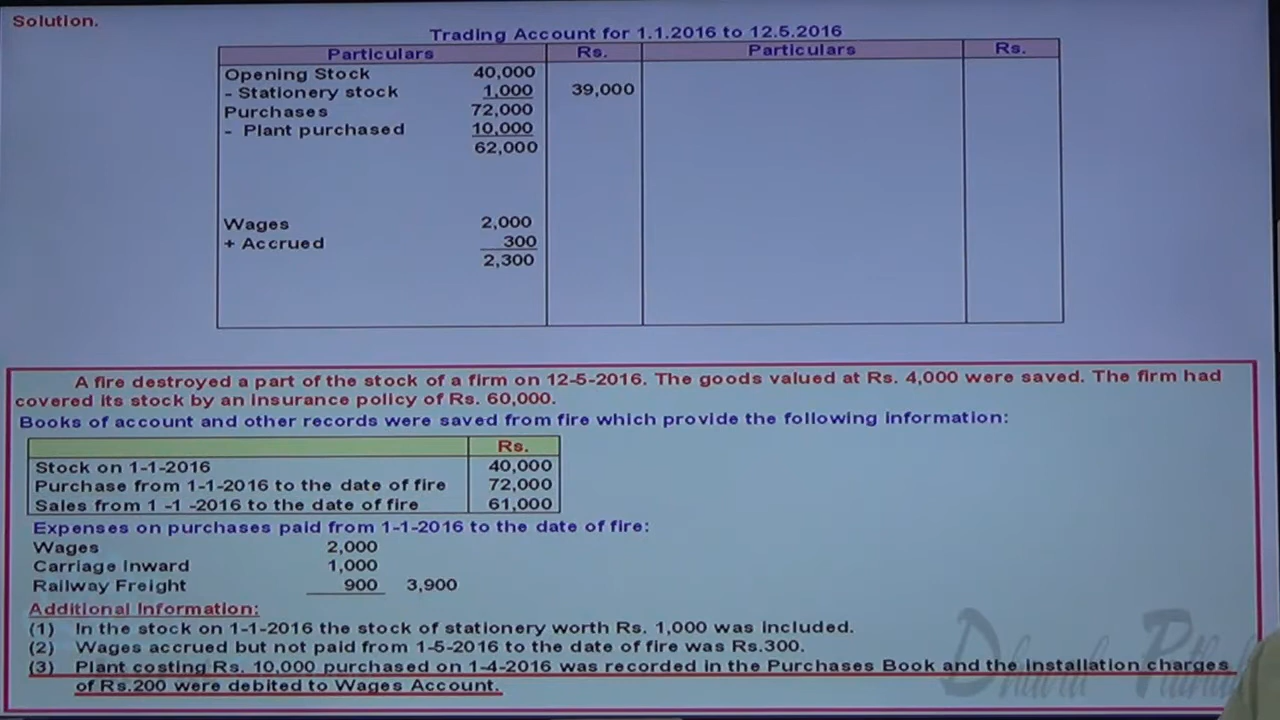 Solution.
Trading Account for 1.1.2016 to 12.5.2016
Particulars Rs. Particulars Rs.
Opening Stock 40,000
- Stationery stock 1,000 39,000
Purchases 72,000
- Plant purchased 10,000
62,000
Wages 2,000
+ Accrued 300
2,300
A fire destroyed a part of the stock of a firm on 12-5-2016. The goods valued at Rs. 4,000 were saved. The firm had
covered its stock by an Insurance policy of Rs. 60,000.
Books of account and other records were saved from fire which provide the following information:
Rs.
Stock on 1-1-2016 40,000
Purchase from 1-1-2016 to the date of fire 72,000
Sales from 1 -1 -2016 to the date of fire 61,000
Expenses on purchases paid from 1-1-2016 to the date of fire:
Wages 2,000
Carriage Inward 1,000
Railway Freight 900 3,900
Additional Information:
(1) In the stock on 1-1-2016 the stock of stationery worth Rs. 1,000 was included.
(2) Wages accrued but not paid from 1-5-2016 to the date of fire was Rs.300.
(3) Plant costing Rs. 10,000 purchased on 1-4-2016 was recorded in the Purchases Book and the installation charges
of Rs.200 were debited to Wages Account.